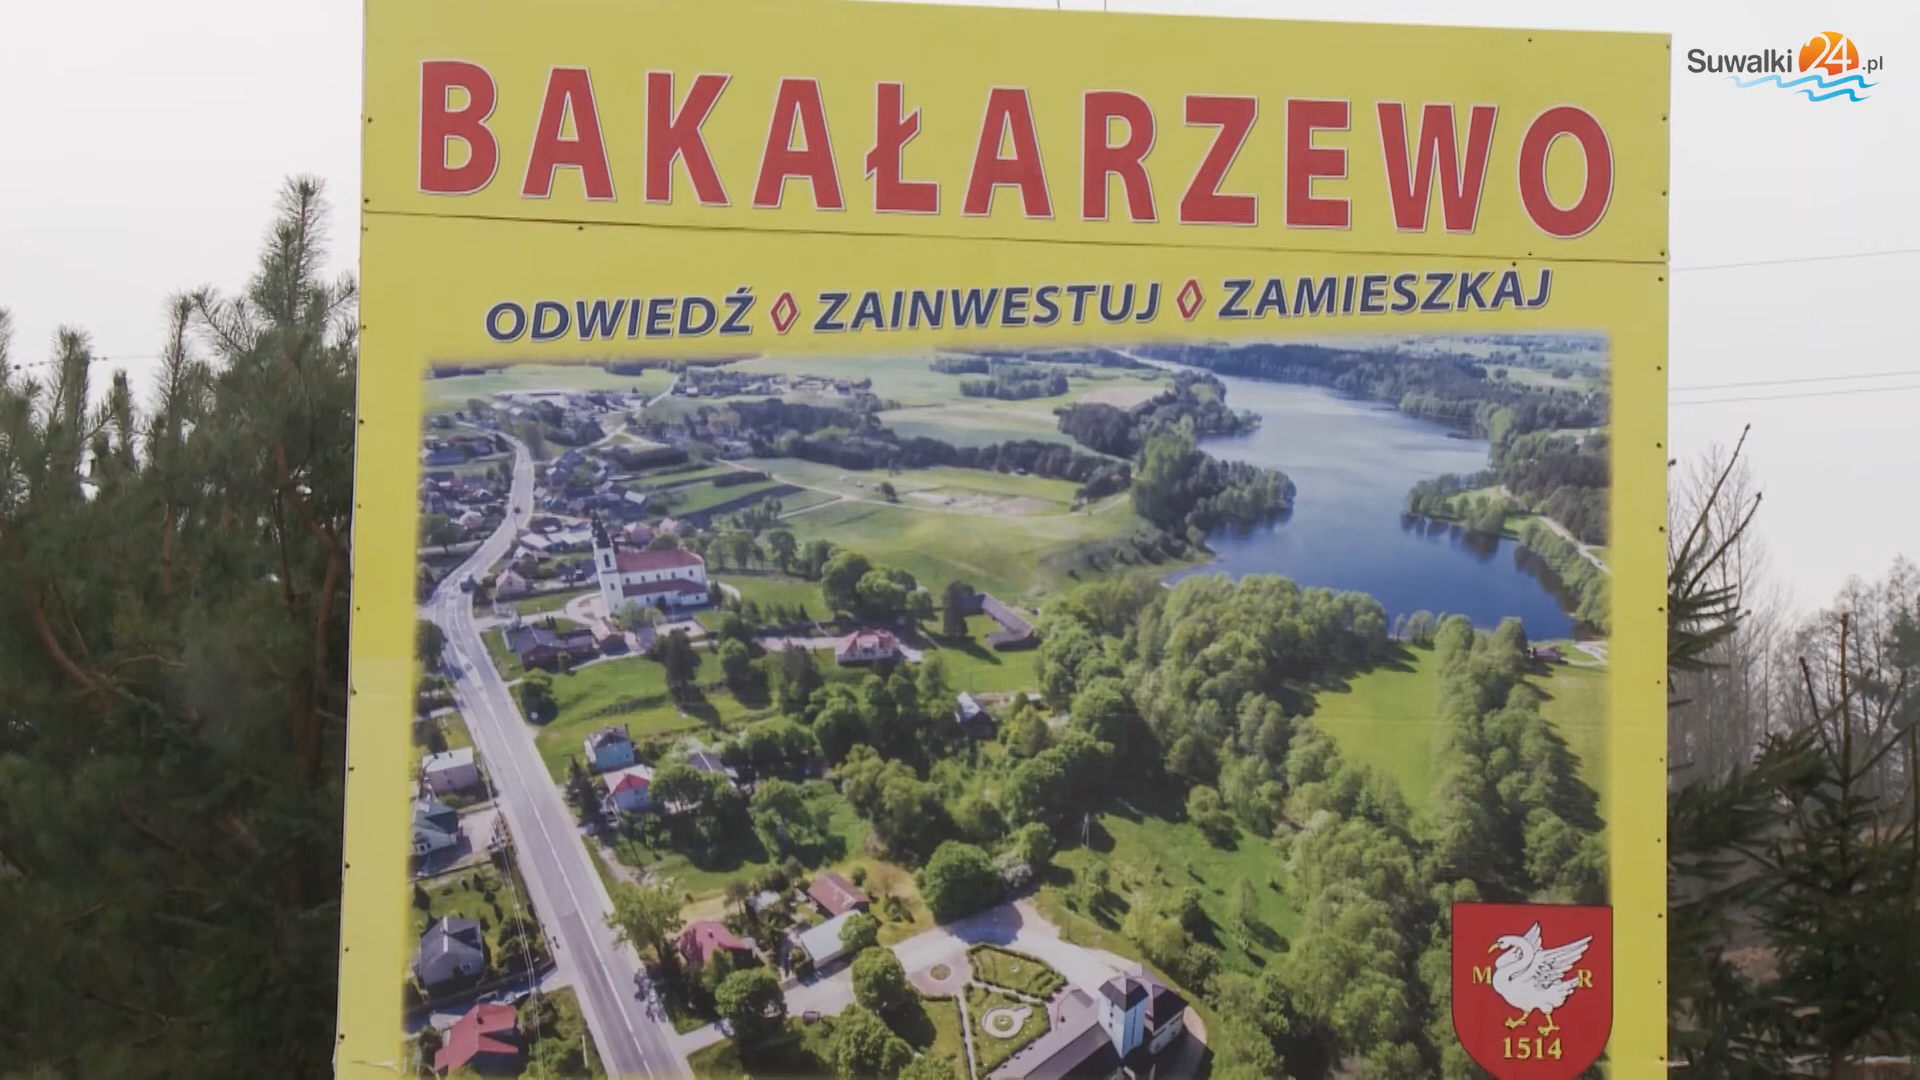 BAKAŁARZEWO
Suwalki24.pl
ODWIEDŹ ◊ ZAINWESTUJ ◊ ZAMIESZKAJ
M R
1514